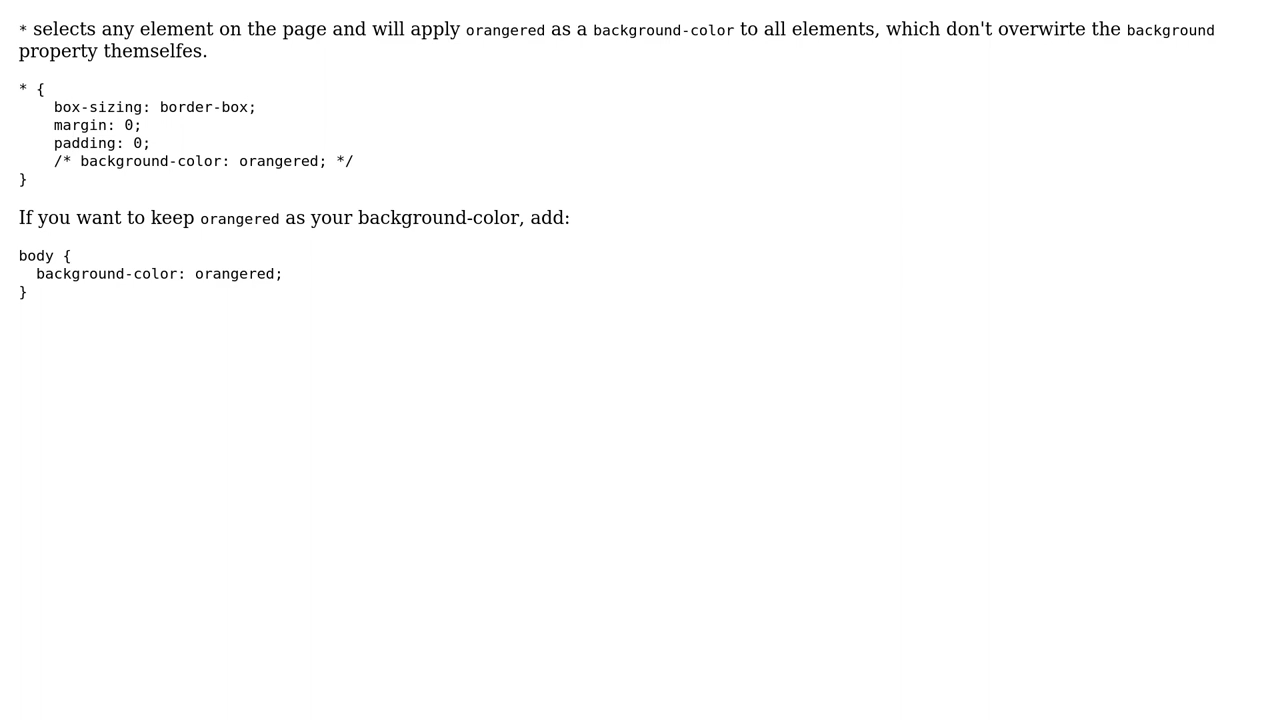 * selects any element on the page and will apply orangered as a background-color to all elements, which don't overwirte the background
property themselfes.
* {
    box-sizing: border-box;
    margin: 0;
    padding: 0;
    /* background-color: orangered; */
}
If you want to keep orangered as your background-color, add:
body {
  background-color: orangered;
}